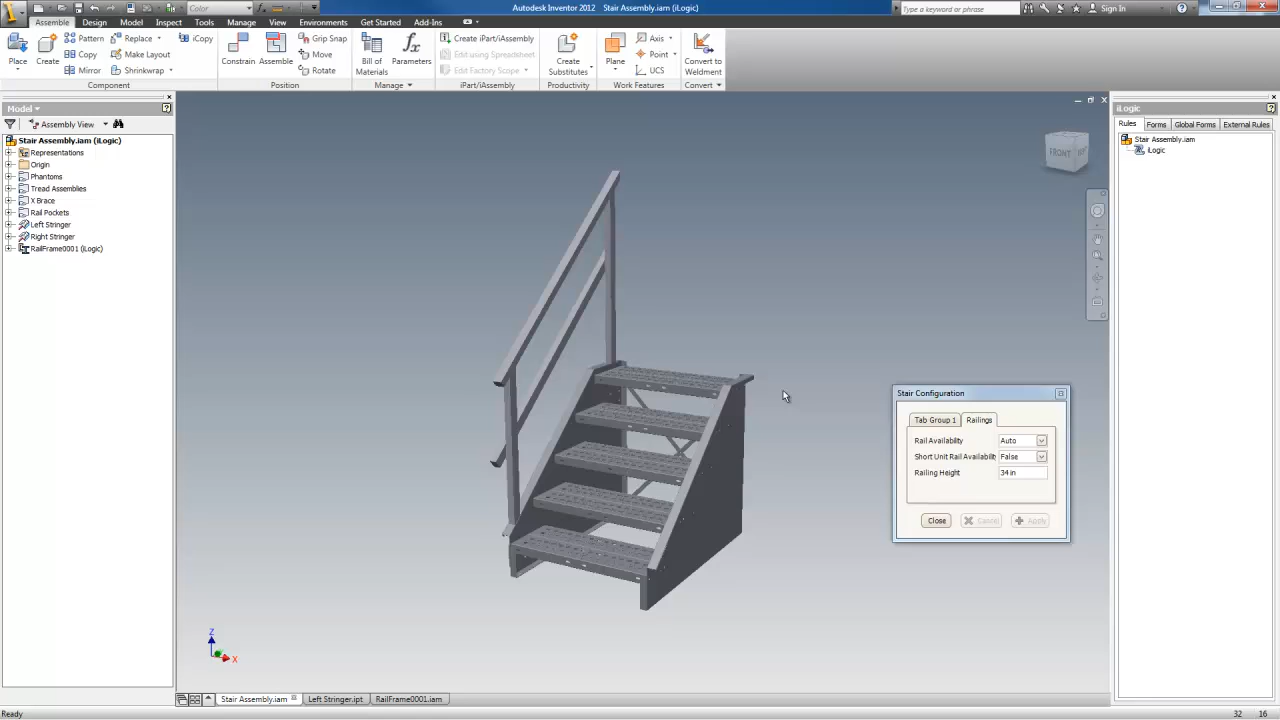 Color
Autodesk Inventor 2012   Stair Assembly.iam (iLogic)
Type a keyword or phrase
Sign In
Assemble Design Model Inspect Tools Manage View Environments Get Started Add-Ins
Place
Create
Pattern
Copy
Mirror
Replace
Make Layout
Shrinkwrap
iCopy
Component
Constrain
Assemble
Grip Snap
Move
Rotate
Position
Bill of
Materials
Parameters
Manage
Create iPart/iAssembly
Edit using Spreadsheet
Edit Factory Scope
iPart/iAssembly
Create
Substitutes
Productivity
Plane
Axis
Point
UCS
Work Features
Convert to
Weldment
Convert
Model
Assembly View
Stair Assembly.iam (iLogic)
Representations
Origin
Phantoms
Tread Assemblies
X Brace
Rail Pockets
Left Stringer
Right Stringer
RailFrame0001 (iLogic)
FRONT
Z
X
Stair Configuration
Tab Group 1 Railings
Rail Availability Auto
Short Unit Rail Availability False
Railing Height 34 in
Close Cancel Apply
iLogic
Rules Forms Global Forms External Rules
Stair Assembly.iam
iLogic
Stair Assembly.iam Left Stringer.ipt RailFrame0001.iam
Ready
32 16